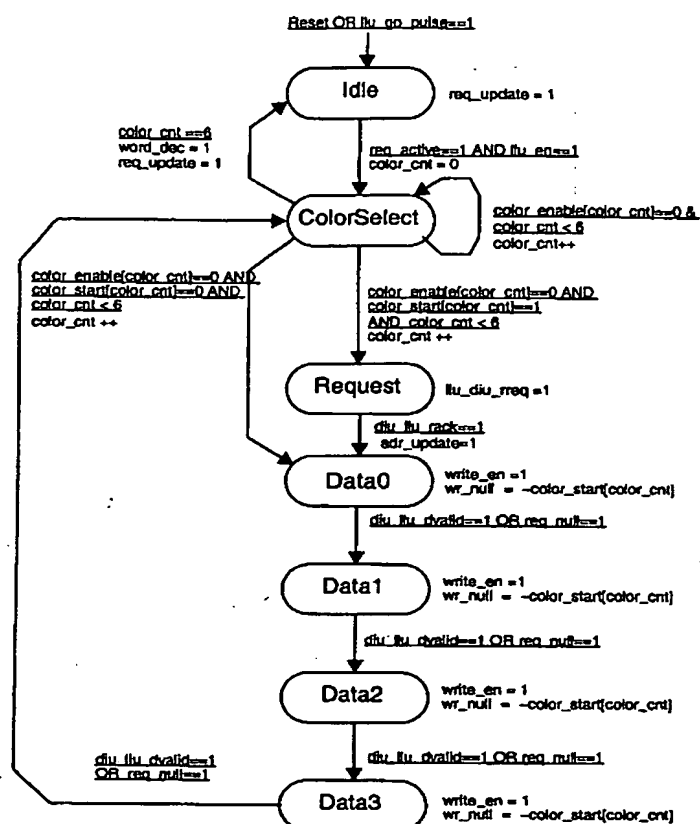 Reset OR llu_go_pulse==1
Idle
req_update = 1
color_cnt ==6
word_dec = 1
req_update = 1
req_active==1 AND llu_en==1
color_cnt = 0
ColorSelect
color_enable[color_cnt]==0 &
color_cnt < 6
color_cnt++
color_enable[color_cnt]==0 AND
color_start[color_cnt]==0 AND
color_cnt < 6
color_cnt ++
color_enable[color_cnt]==0 AND
color_start[color_cnt]==1
AND color_cnt < 6
color_cnt ++
Request
llu_diu_rreq =1
diu_llu_rack==1
adr_update=1
Data0
write_en =1
wr_null = ~color_start[color_cnt]
diu_llu_dvalid==1 OR req_null==1
Data1
write_en =1
wr_null = ~color_start[color_cnt]
diu_llu_dvalid==1 OR req_null==1
Data2
write_en = 1
wr_null = ~color_start[color_cnt]
diu_llu_dvalid==1
OR req_null==1
diu_llu_dvalid==1 OR req_null==1
Data3
write_en = 1
wr_null = ~color_start[color_cnt]